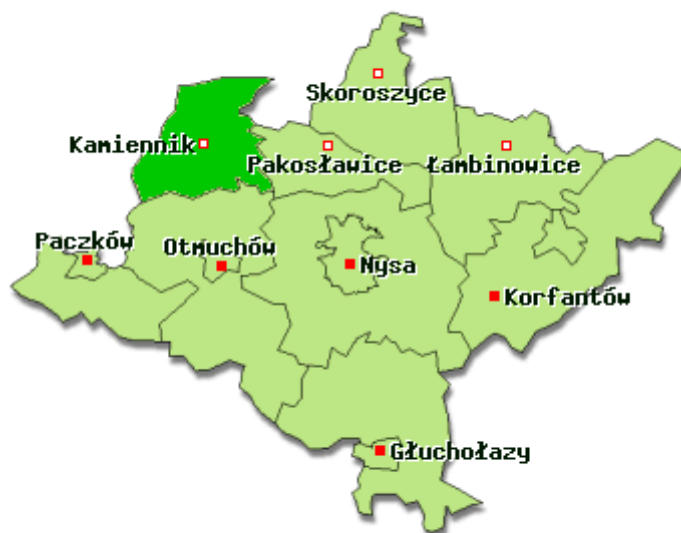 Skoroszyce
Kamiennik
Pakosławice
Łambinowice
Paczków
Otmuchów
Nysa
Korfantów
Głuchołazy